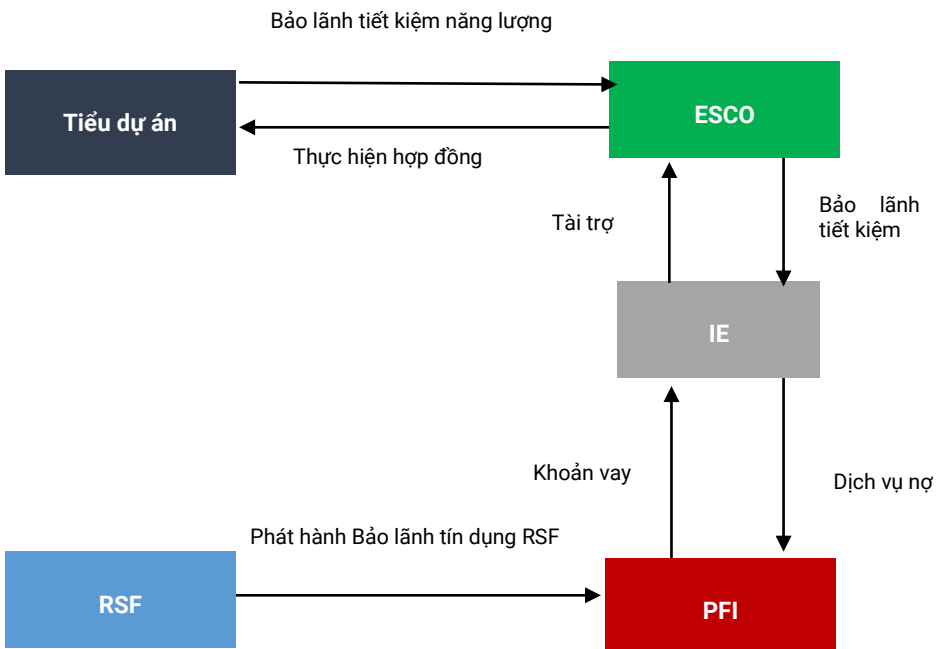 Bảo lãnh tiết kiệm năng lượng
Tiểu dự án
ESCO
Thực hiện hợp đồng
Tài trợ
Bảo lãnh
tiết kiệm
IE
Khoản vay
Dịch vụ nợ
Phát hành Bảo lãnh tín dụng RSF
RSF
PFI